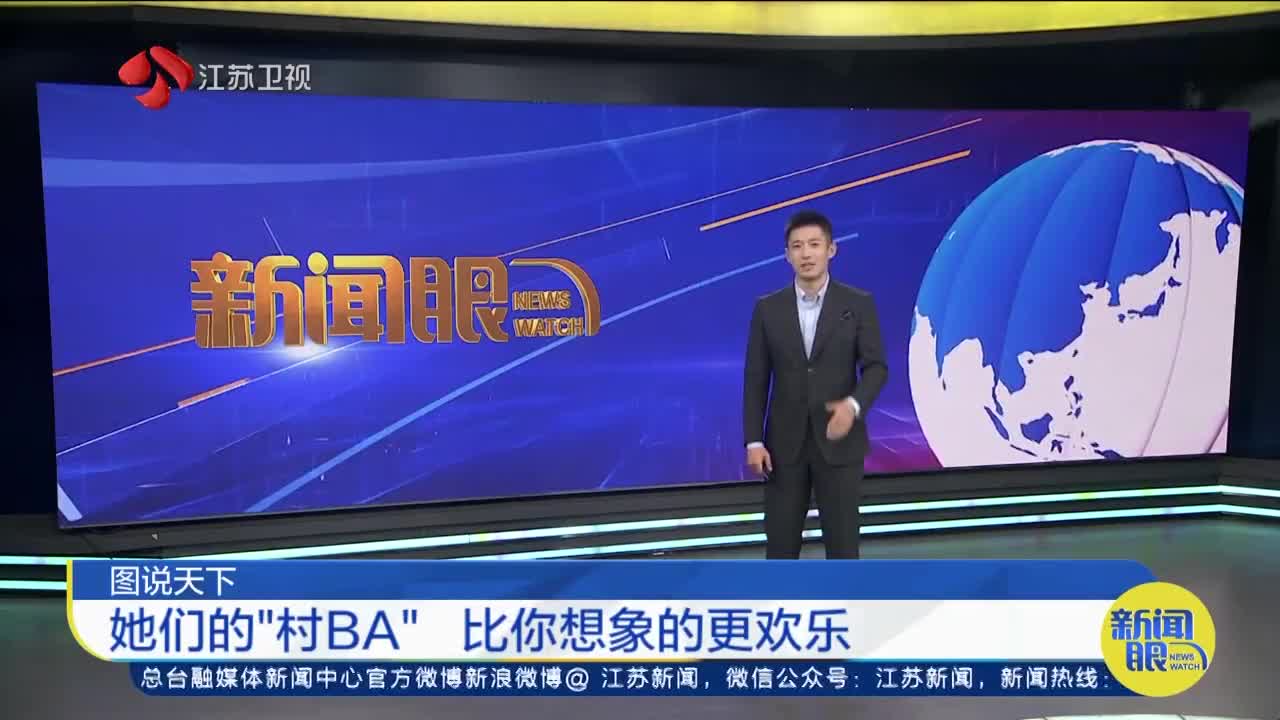 江苏卫视
新闻眼
NEWS
WATCH
图说天下
她们的"村BA" 比你想象的更欢乐
新闻
眼
NEWS
WATCH
总台融媒体新闻中心官方微博新浪微博@ 江苏新闻，微信公众号：江苏新闻，新闻热线：